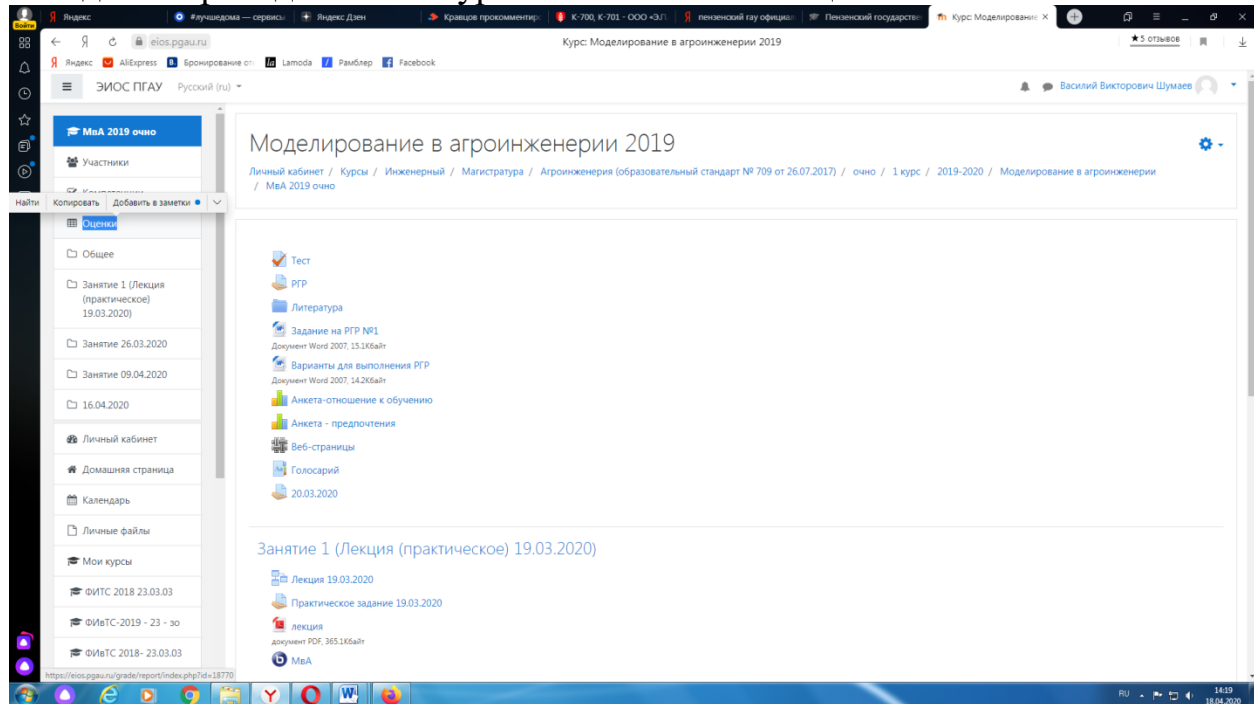 Войти
Яндекс
#лучшедома — сервисы
Яндекс Дзен
Кравцов прокомментир
К-700, К-701 - ООО «З.П.
пензенский гау официал
Пензенский государстве
Курс: Моделирование
eios.pgau.ru
Курс: Моделирование в агроинженерии 2019
★5 отзывов
Яндекс
AliExpress
Бронирование от
Lamoda
Рамблер
Facebook
ЭИОС ПГАУ
Русский (ru)
Василий Викторович Шумаев
МвА 2019 очно
Участники
Компетенции
Найти
Копировать
Добавить в заметки
Оценки
Общее
Занятие 1 (Лекция
(практическое)
19.03.2020)
Занятие 26.03.2020
Занятие 09.04.2020
16.04.2020
Личный кабинет
Домашняя страница
Календарь
Личные файлы
Мои курсы
ФИТС 2018 23.03.03
ФИвТС-2019 - 23 - зо
ФИвТС 2018- 23.03.03
https://eios.pgau.ru/grade/report/index.php?id=18770
Моделирование в агроинженерии 2019
Личный кабинет / Курсы / Инженерный / Магистратура / Агроинженерия (образовательный стандарт № 709 от 26.07.2017) / очно / 1 курс / 2019-2020 / Моделирование в агроинженерии
/ МвА 2019 очно
Тест
РГР
Литература
Задание на РГР №1
Документ Word 2007, 15.1Кбайт
Варианты для выполнения РГР
Документ Word 2007, 14.2Кбайт
Анкета-отношение к обучению
Анкета - предпочтения
Веб-страницы
Голосарий
20.03.2020
Занятие 1 (Лекция (практическое) 19.03.2020)
Лекция 19.03.2020
Практическое задание 19.03.2020
лекция
документ PDF, 365.1Кбайт
МвА
RU
14:19
18.04.2020